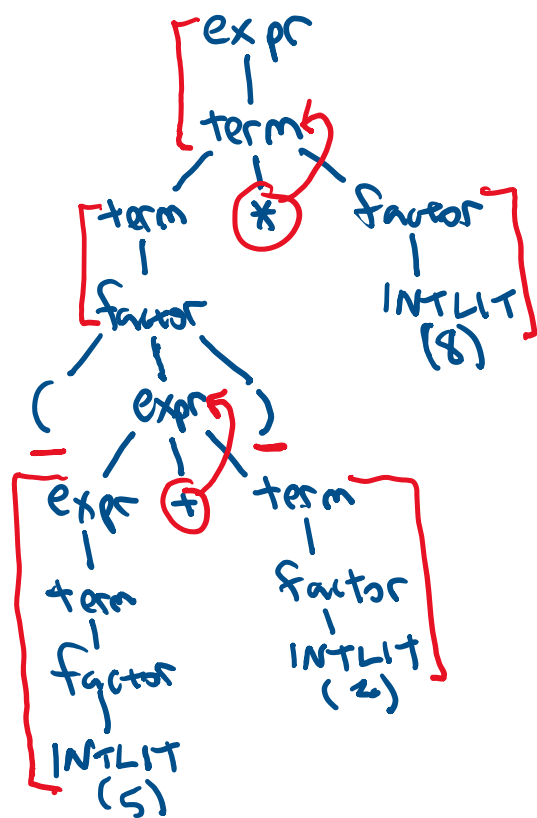 expr
term
term * factor
factor INTLIT
(8)
( expr )
expr + term
term factor
factor INTLIT
(2)
INTLIT
(5)